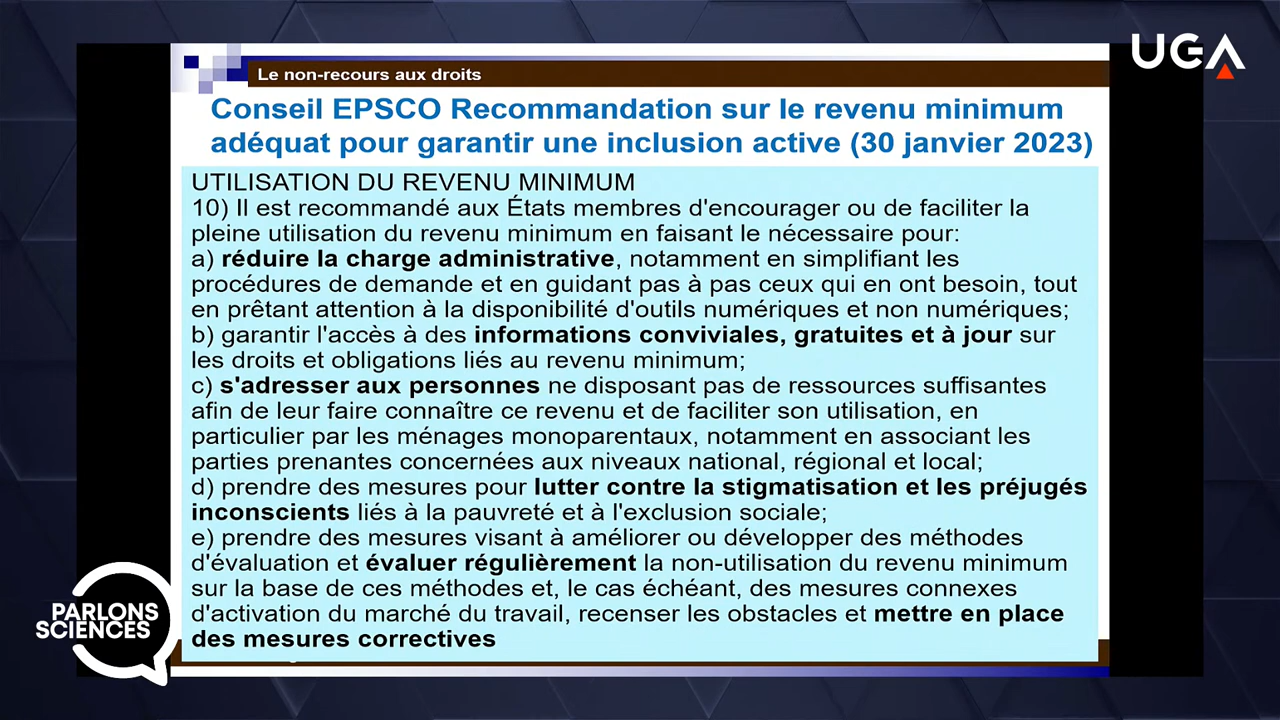 UGA
Le non-recours aux droits
Conseil EPSCO Recommandation sur le revenu minimum
adéquat pour garantir une inclusion active (30 janvier 2023)
UTILISATION DU REVENU MINIMUM
10) Il est recommandé aux États membres d'encourager ou de faciliter la
pleine utilisation du revenu minimum en faisant le nécessaire pour:
a) réduire la charge administrative, notamment en simplifiant les
procédures de demande et en guidant pas à pas ceux qui en ont besoin, tout
en prêtant attention à la disponibilité d'outils numériques et non numériques;
b) garantir l'accès à des informations conviviales, gratuites et à jour sur
les droits et obligations liés au revenu minimum;
c) s'adresser aux personnes ne disposant pas de ressources suffisantes
afin de leur faire connaître ce revenu et de faciliter son utilisation, en
particulier par les ménages monoparentaux, notamment en associant les
parties prenantes concernées aux niveaux national, régional et local;
d) prendre des mesures pour lutter contre la stigmatisation et les préjugés
inconscients liés à la pauvreté et à l'exclusion sociale;
e) prendre des mesures visant à améliorer ou développer des méthodes
d'évaluation et évaluer régulièrement la non-utilisation du revenu minimum
sur la base de ces méthodes et, le cas échéant, des mesures connexes
d'activation du marché du travail, recenser les obstacles et mettre en place
des mesures correctives
PARLONS
SCIENCES